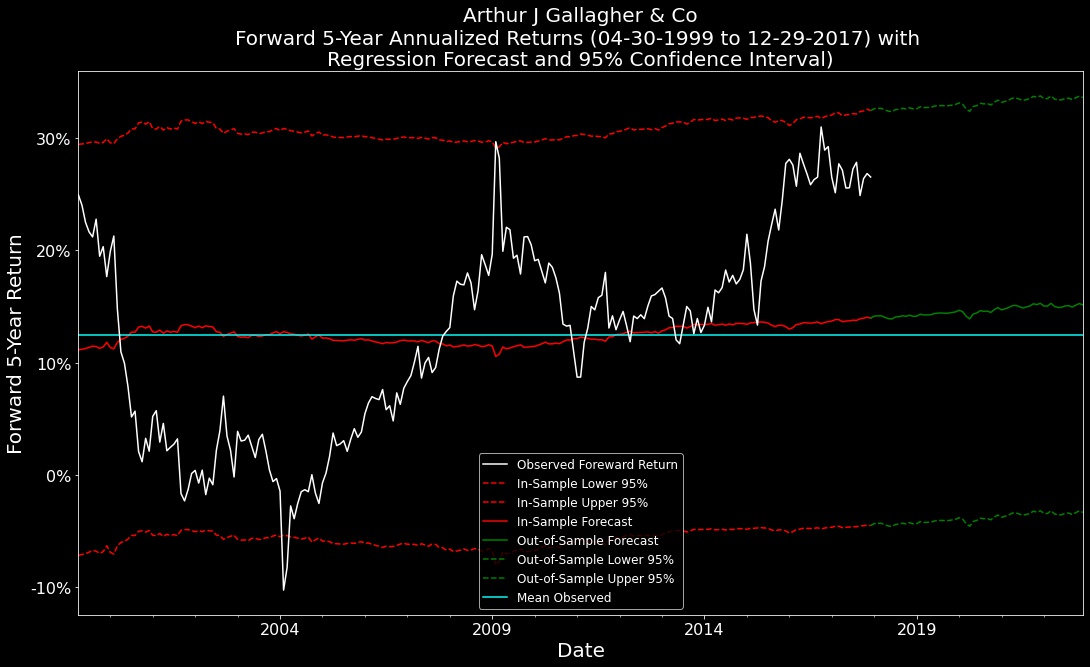 Arthur J Gallagher & Co
Forward 5-Year Annualized Returns (04-30-1999 to 12-29-2017) with
Regression Forecast and 95% Confidence Interval)
Forward 5-Year Return
30%
20%
10%
0%
-10%
Observed Foreward Return
In-Sample Lower 95%
In-Sample Upper 95%
In-Sample Forecast
Out-of-Sample Forecast
Out-of-Sample Lower 95%
Out-of-Sample Upper 95%
Mean Observed
2004
2009
2014
2019
Date